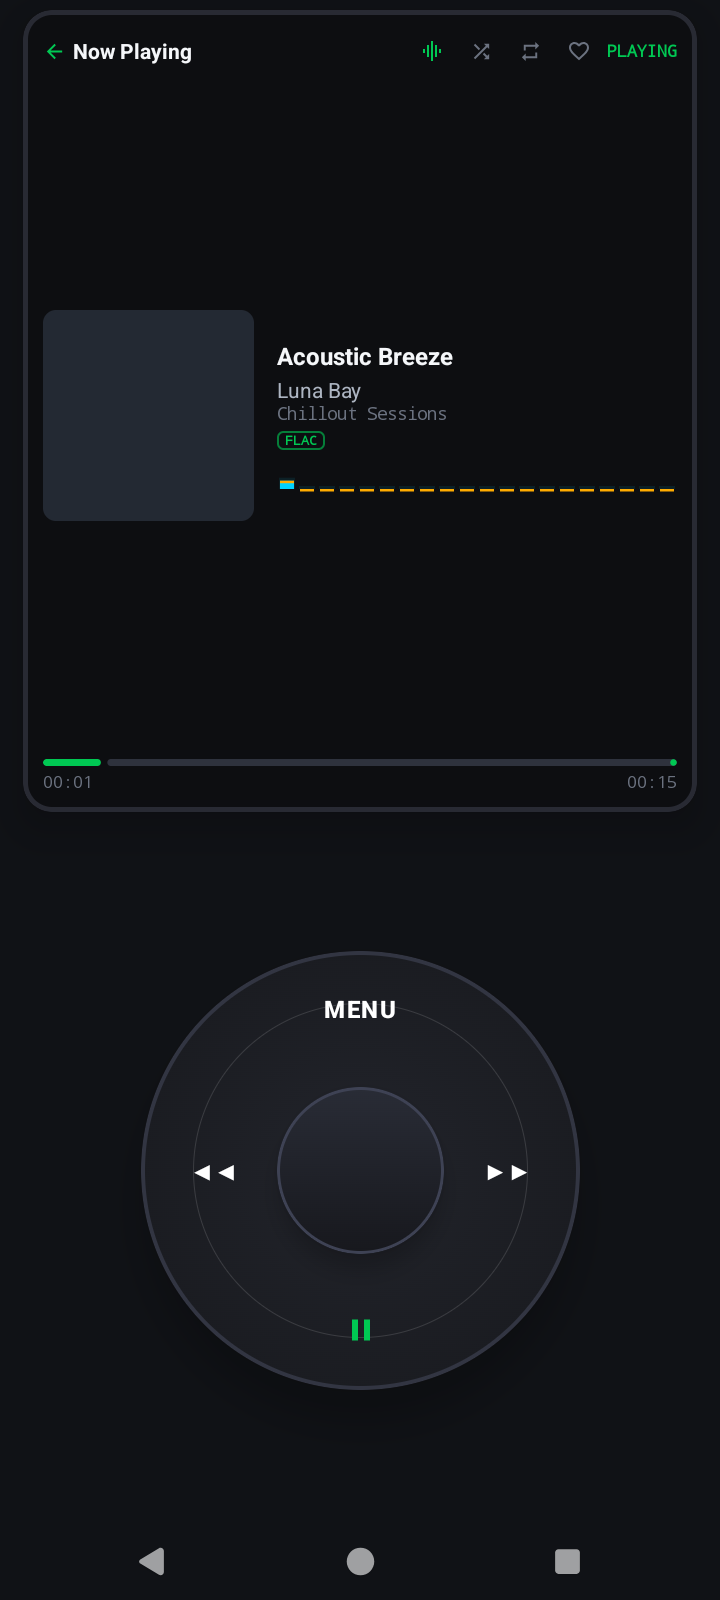 Now Playing
PLAYING
Acoustic Breeze
Luna Bay
Chillout Sessions
FLAC
00:01
00:15
MENU